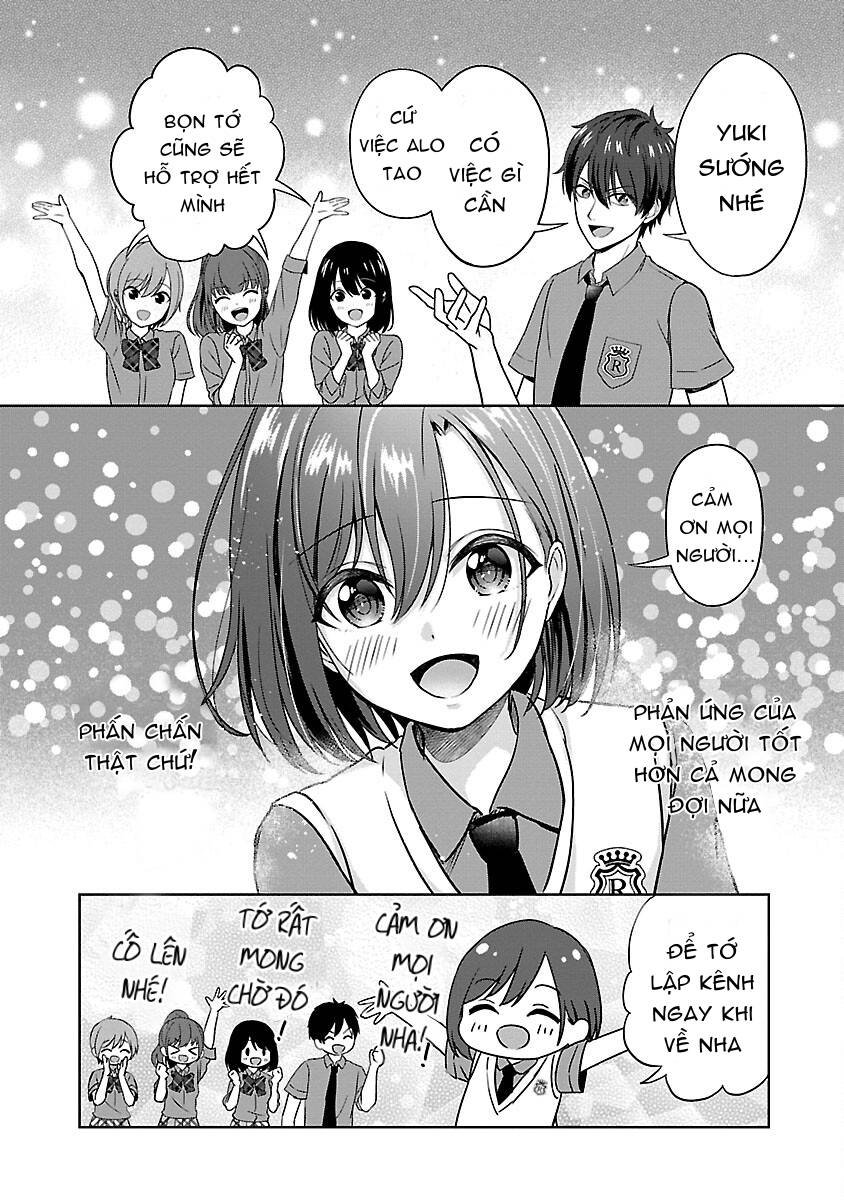 YUKI
SƯỚNG
NHÉ
CÓ
VIỆC GÌ
CẦN
CỨ
VIỆC ALO
TAO
BỌN TỚ
CŨNG SẼ
HỖ TRỢ HẾT
MÌNH
R
CẢM
ƠN MỌI
NGƯỜI...
PHẢN ỨNG CỦA
MỌI NGƯỜI TỐT
HƠN CẢ MONG
ĐỢI NỮA
PHẤN CHẤN
THẬT CHỨ!
R
ĐỂ TỚ
LẬP KÊNH
NGAY KHI
VỀ NHA
CẢM ƠN
MỌI
NGƯỜI
NHA!
!
TỚ RẤT
MONG
CHỜ ĐÓ
!
CỐ LÊN
NHÉ!